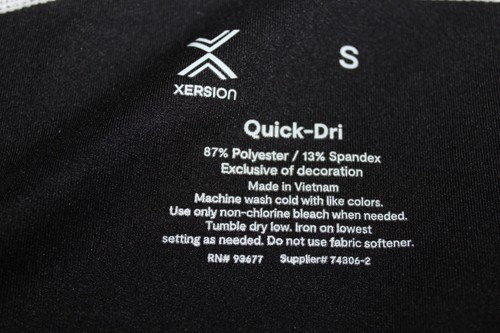 XERSION
S
Quick-Dri
87% Polyester / 13% Spandex
Exclusive of decoration
Made in Vietnam
Machine wash cold with like colors.
Use only non-chlorine bleach when needed.
Tumble dry low. Iron on lowest
setting as needed. Do not use fabric softener.
RN# 93677 Supplier# 74806-2